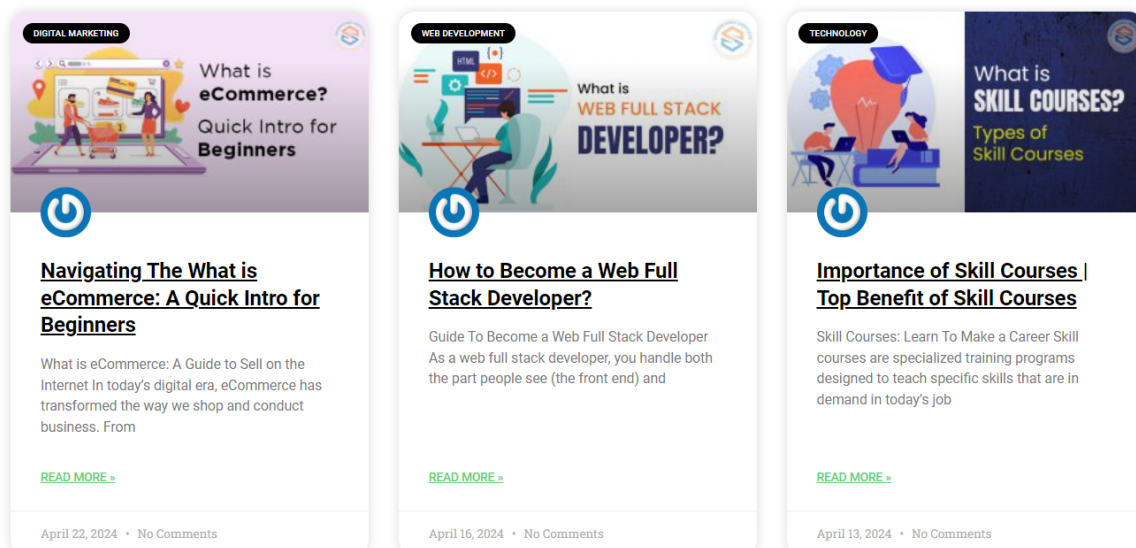 DIGITAL MARKETING
What is
eCommerce?
Quick Intro for
Beginners
Navigating The What is
eCommerce: A Quick Intro for
Beginners
What is eCommerce: A Guide to Sell on the
Internet In today’s digital era, eCommerce has
transformed the way we shop and conduct
business. From
READ MORE »
April 22, 2024 • No Comments
WEB DEVELOPMENT
HTML
{•}
</>
What is
WEB FULL STACK
DEVELOPER?
How to Become a Web Full
Stack Developer?
Guide To Become a Web Full Stack Developer
As a web full stack developer, you handle both
the part people see (the front end) and
READ MORE »
April 16, 2024 • No Comments
TECHNOLOGY
What is
SKILL COURSES?
Types of
Skill Courses
Importance of Skill Courses |
Top Benefit of Skill Courses
Skill Courses: Learn To Make a Career Skill
courses are specialized training programs
designed to teach specific skills that are in
demand in today’s job
READ MORE »
April 13, 2024 • No Comments